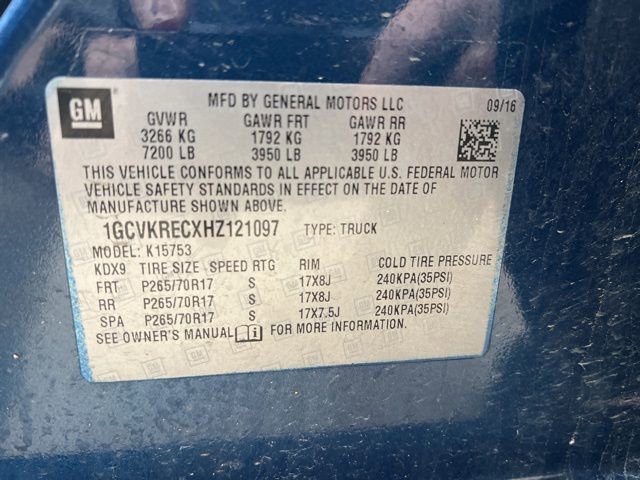 GM
MFD BY GENERAL MOTORS LLC 09/16
GVWR GAWR FRT GAWR RR
3266 KG 1792 KG 1792 KG
7200 LB 3950 LB 3950 LB
THIS VEHICLE CONFORMS TO ALL APPLICABLE U.S. FEDERAL MOTOR
VEHICLE SAFETY STANDARDS IN EFFECT ON THE DATE OF
MANUFACTURE SHOWN ABOVE.
1GCVKRECXHZ121097 TYPE: TRUCK
MODEL: K15753
KDX9 TIRE SIZE SPEED RTG RIM COLD TIRE PRESSURE
FRT P265/70R17 S 17X8J 240KPA(35PSI)
RR P265/70R17 S 17X8J 240KPA(35PSI)
SPA P265/70R17 S 17X7.5J 240KPA(35PSI)
SEE OWNER'S MANUAL FOR MORE INFORMATION.